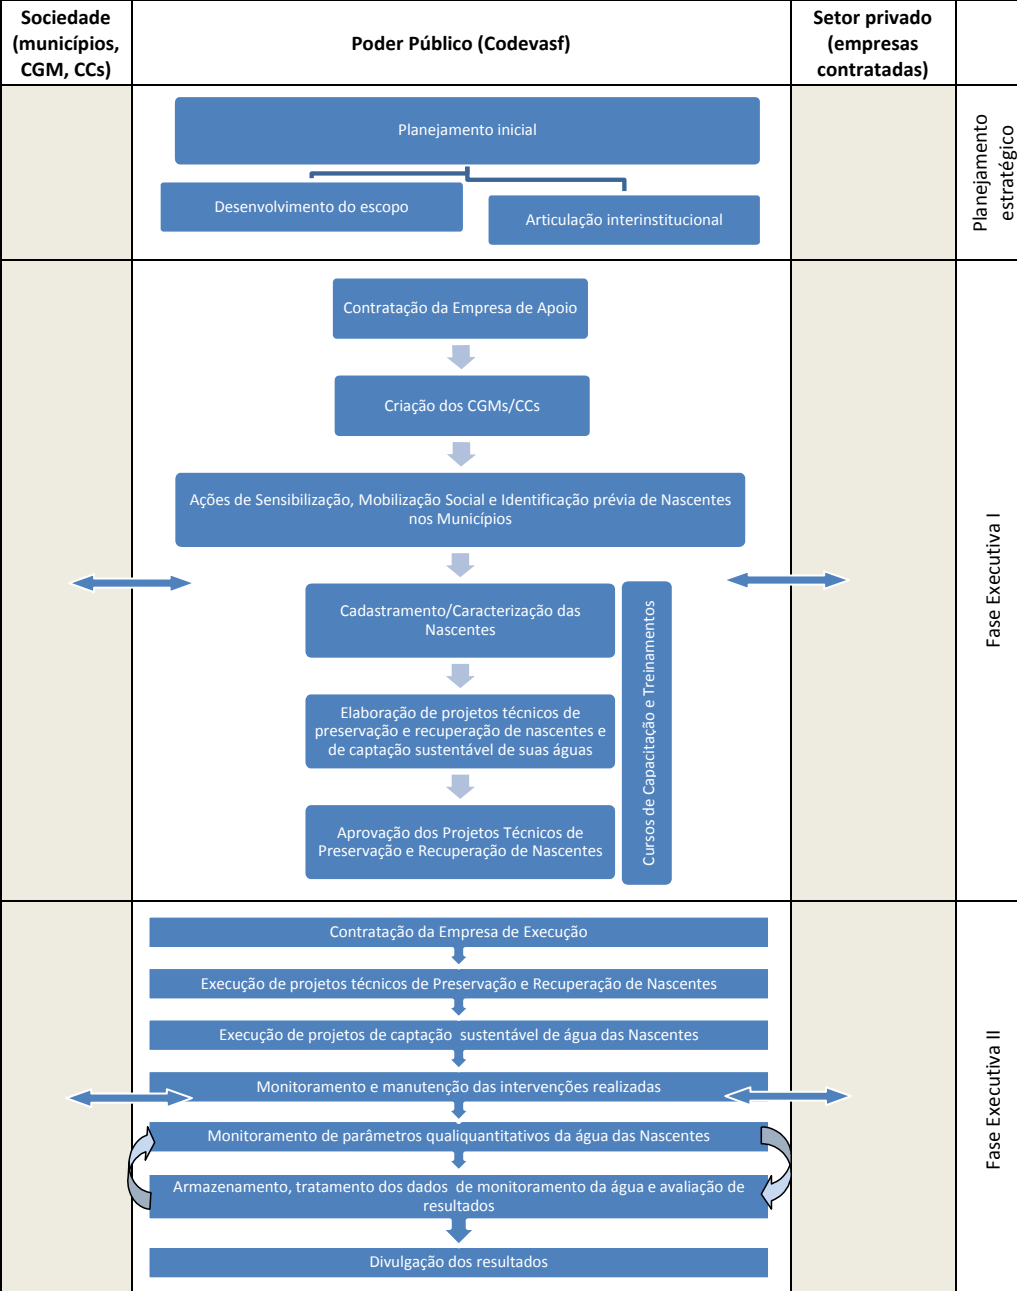 Sociedade
(municípios,
CGM, CCs)
Poder Público (Codevasf)
Setor privado
(empresas
contratadas)
Planejamento inicial
Desenvolvimento do escopo
Articulação interinstitucional
Planejamento
estratégico
Contratação da Empresa de Apoio
Criação dos CGMs/CCs
Ações de Sensibilização, Mobilização Social e Identificação prévia de Nascentes
nos Municípios
Cadastramento/Caracterização das
Nascentes
Elaboração de projetos técnicos de
preservação e recuperação de nascentes e
de captação sustentável de suas águas
Aprovação dos Projetos Técnicos de
Preservação e Recuperação de Nascentes
Cursos de Capacitação e Treinamentos
Fase Executiva I
Contratação da Empresa de Execução
Execução de projetos técnicos de Preservação e Recuperação de Nascentes
Execução de projetos de captação  sustentável de água das Nascentes
Monitoramento e manutenção das intervenções realizadas
Monitoramento de parâmetros qualiquantitativos da água das Nascentes
Armazenamento, tratamento dos dados  de monitoramento da água e avaliação de
resultados
Divulgação dos resultados
Fase Executiva II